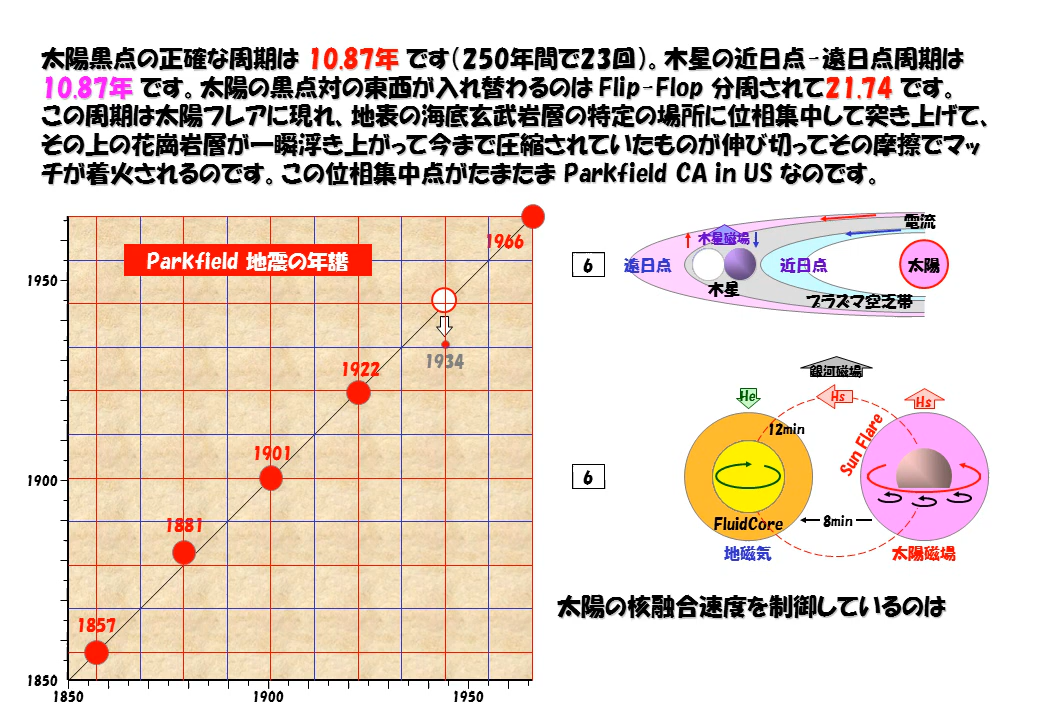 太陽黒点の正確な周期は 10.87年 です(250年間で23回)。木星の近日点-遠日点周期は
10.87年 です。太陽の黒点対の東西が入れ替わるのは Flip-Flop 分周されて21.74 です。
この周期は太陽フレアに現れ、地表の海底玄武岩層の特定の場所に位相集中して突き上げて、
その上の花崗岩層が一瞬浮き上がって今まで圧縮されていたものが伸び切ってその摩擦でマッ
チが着火されるのです。この位相集中点がたまたま Parkfield CA in US なのです。
Parkfield 地震の年譜
1966
1950
1934
1922
1901
1900
1881
1857
1850
1850
1900
1950
6
電流
木星磁場
遠日点
近日点
太陽
木星
プラズマ空乏帯
銀河磁場
He
Hs
Hs
12min
Sun Flare
6
FluidCore
8min
地磁気
太陽磁場
太陽の核融合速度を制御しているのは